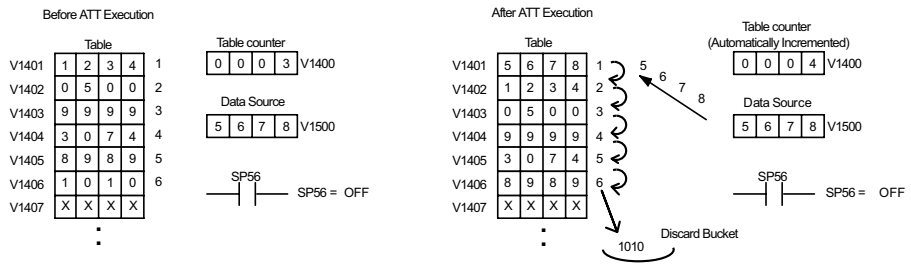 Before ATT Execution
Table
V1401 1 2 3 4 1
V1402 0 5 0 0 2
V1403 9 9 9 9 3
V1404 3 0 7 4 4
V1405 8 9 8 9 5
V1406 1 0 1 0 6
V1407 X X X X
Table counter
0 0 0 3 V1400
Data Source
5 6 7 8 V1500
SP56
SP56 = OFF
After ATT Execution
Table
V1401 5 6 7 8 1
V1402 1 2 3 4 2
V1403 0 5 0 0 3
V1404 9 9 9 9 4
V1405 3 0 7 4 5
V1406 8 9 8 9 6
V1407 X X X X
5 6 7 8
Table counter
(Automatically Incremented)
0 0 0 4 V1400
Data Source
5 6 7 8 V1500
SP56
SP56 = OFF
Discard Bucket
1010